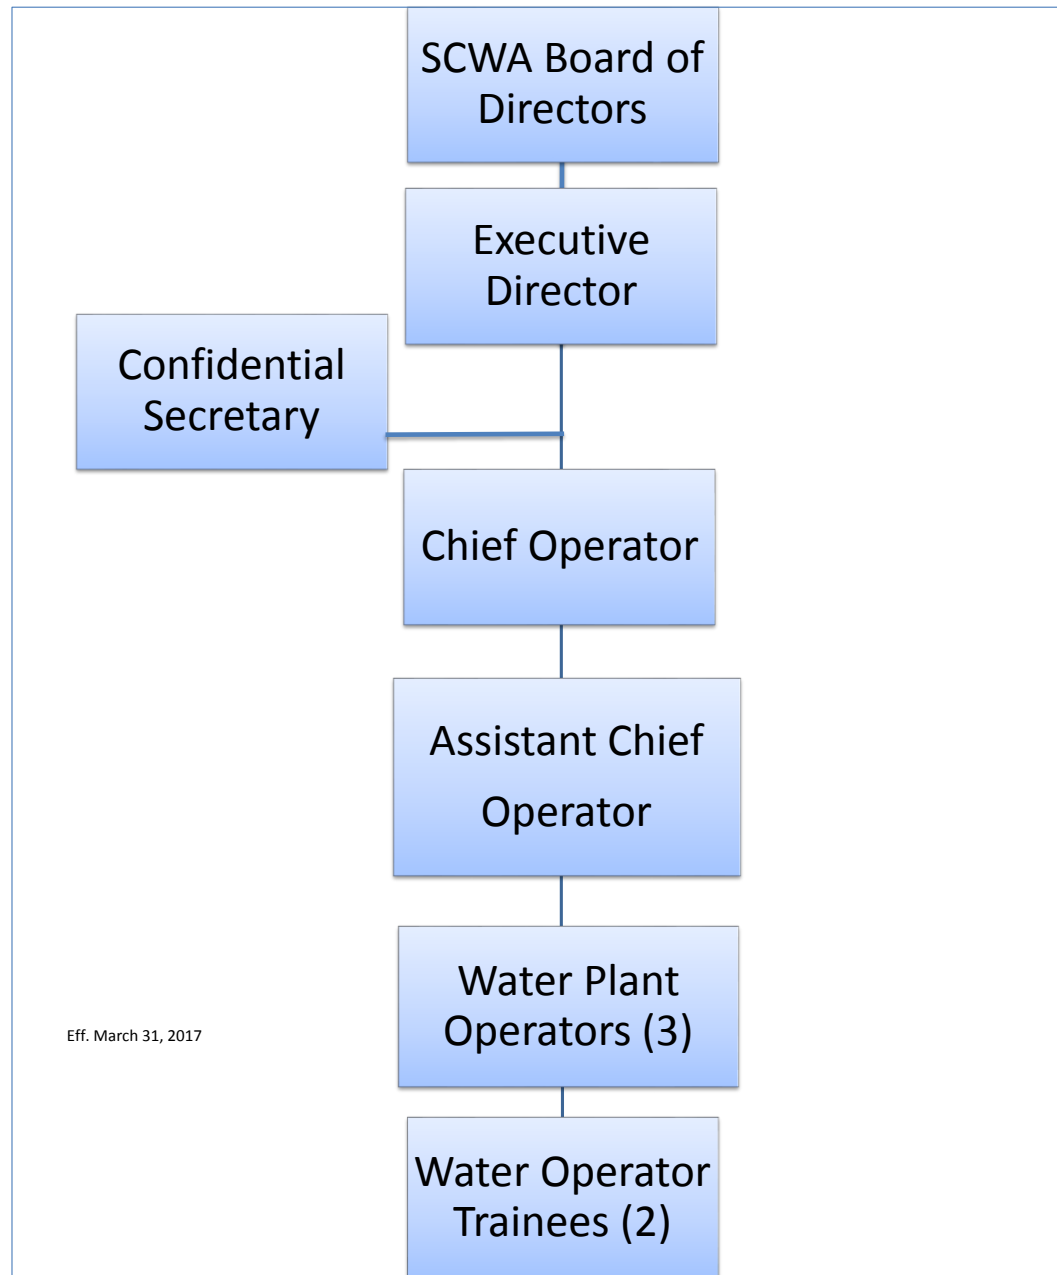 SCWA Board of
Directors
Executive
Director
Confidential
Secretary
Chief Operator
Assistant Chief
Operator
Water Plant
Operators (3)
Eff. March 31, 2017
Water Operator
Trainees (2)